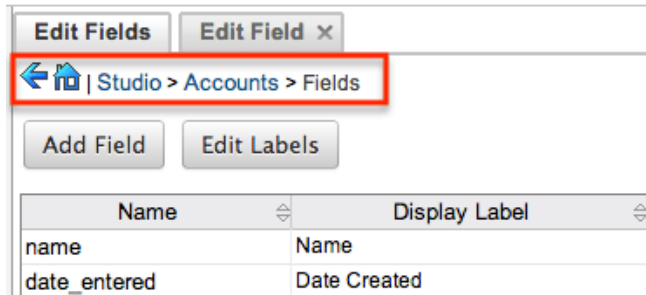 Edit Fields Edit Field ×
| Studio > Accounts > Fields
Add Field Edit Labels
Name Display Label
name Name
date_entered Date Created